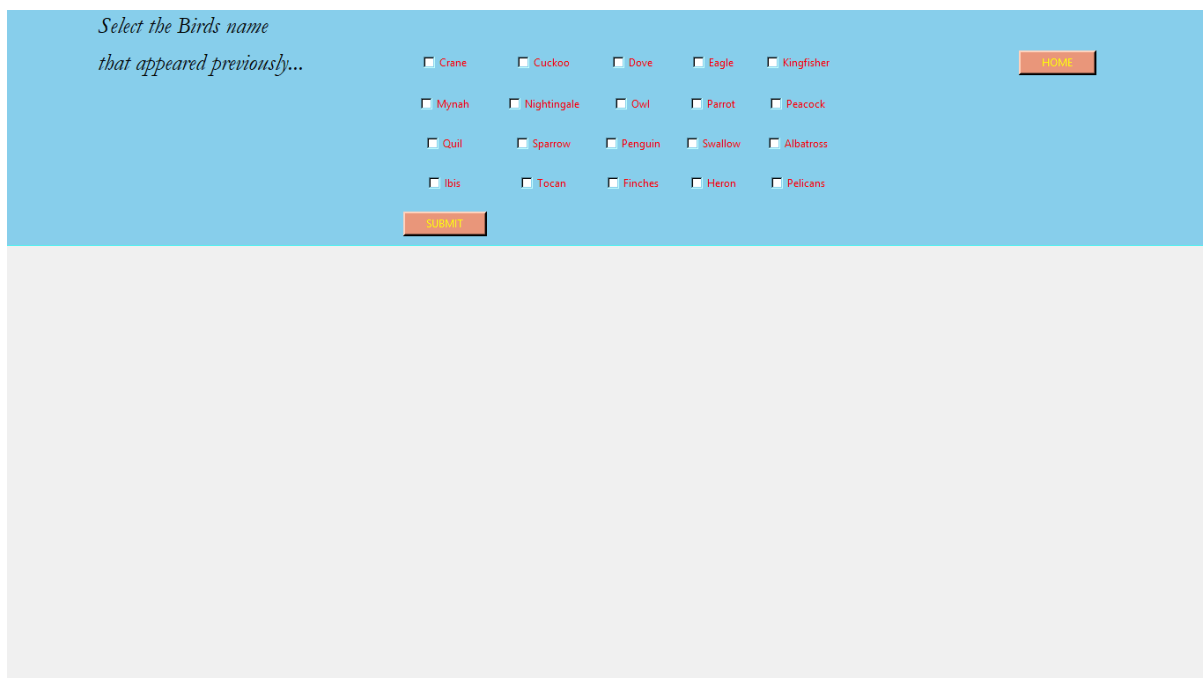 Select the Birds name
that appeared previously...
Crane Cuckoo Dove Eagle Kingfisher HOME
Mynah Nightingale Owl Parrot Peacock
Quil Sparrow Penguin Swallow Albatross
Ibis Tocan Finches Heron Pelicans
SUBMIT